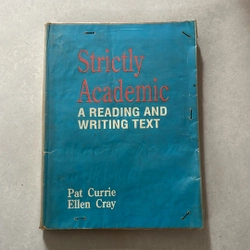 Strictly
Academic
A READING AND
WRITING TEXT
Pat Currie
Ellen Cray